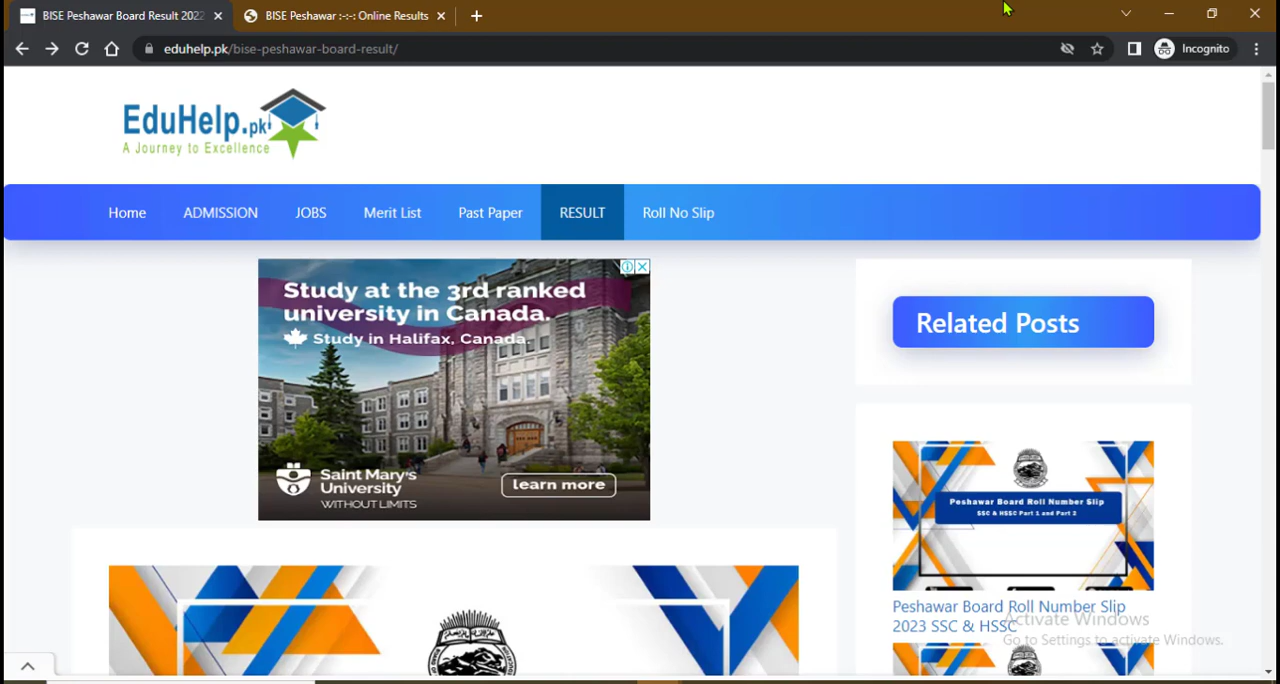 BISE Peshawar Board Result 2022
BISE Peshawar :-:-: Online Results
eduhelp.pk/bise-peshawar-board-result/
Incognito
EduHelp.pk
A Journey to Excellence
Home
ADMISSION
JOBS
Merit List
Past Paper
RESULT
Roll No Slip
Study at the 3rd ranked
university in Canada.
Study in Halifax, Canada.
Saint Mary's
University
WITHOUT LIMITS
learn more
Related Posts
Peshawar Board Roll Number Slip
SSC & HSSC Part 1 and Part 2
Peshawar Board Roll Number Slip
2023 SSC & HSSC
Activate Windows
Go to Settings to activate Windows.